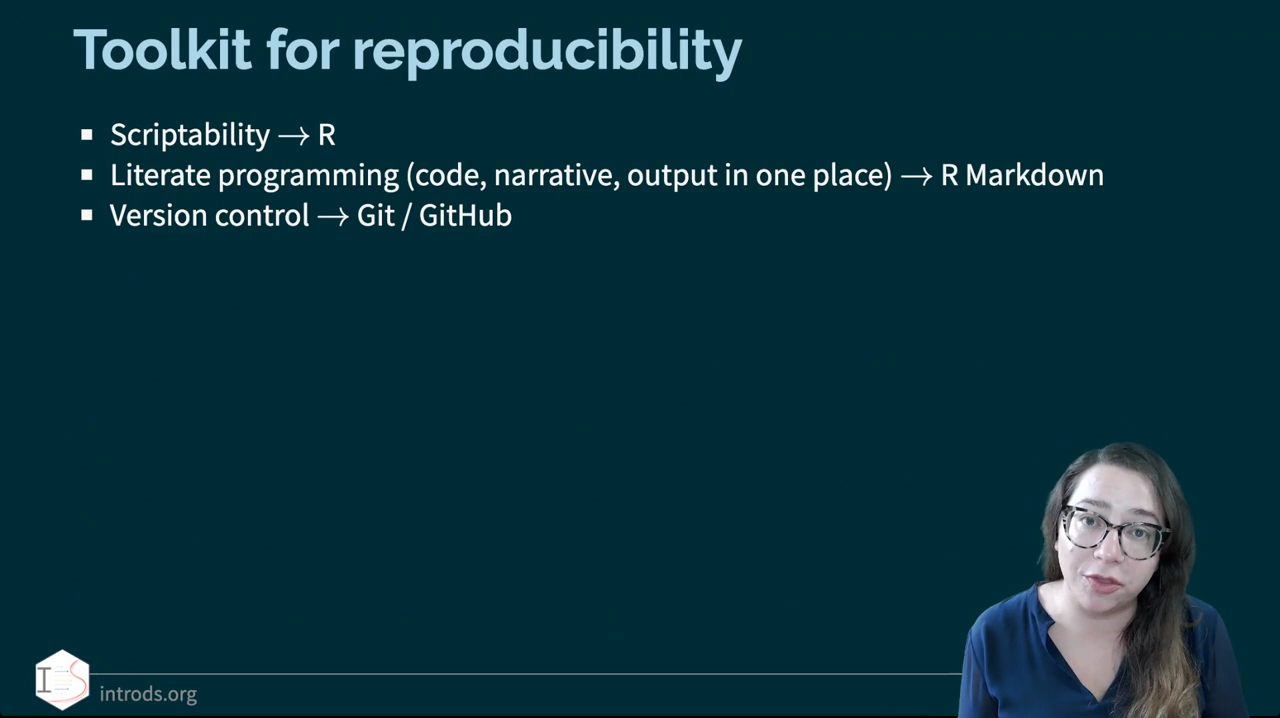 Toolkit for reproducibility
▪ Scriptability → R
▪ Literate programming (code, narrative, output in one place) → R Markdown
▪ Version control → Git / GitHub
IDS
introds.org